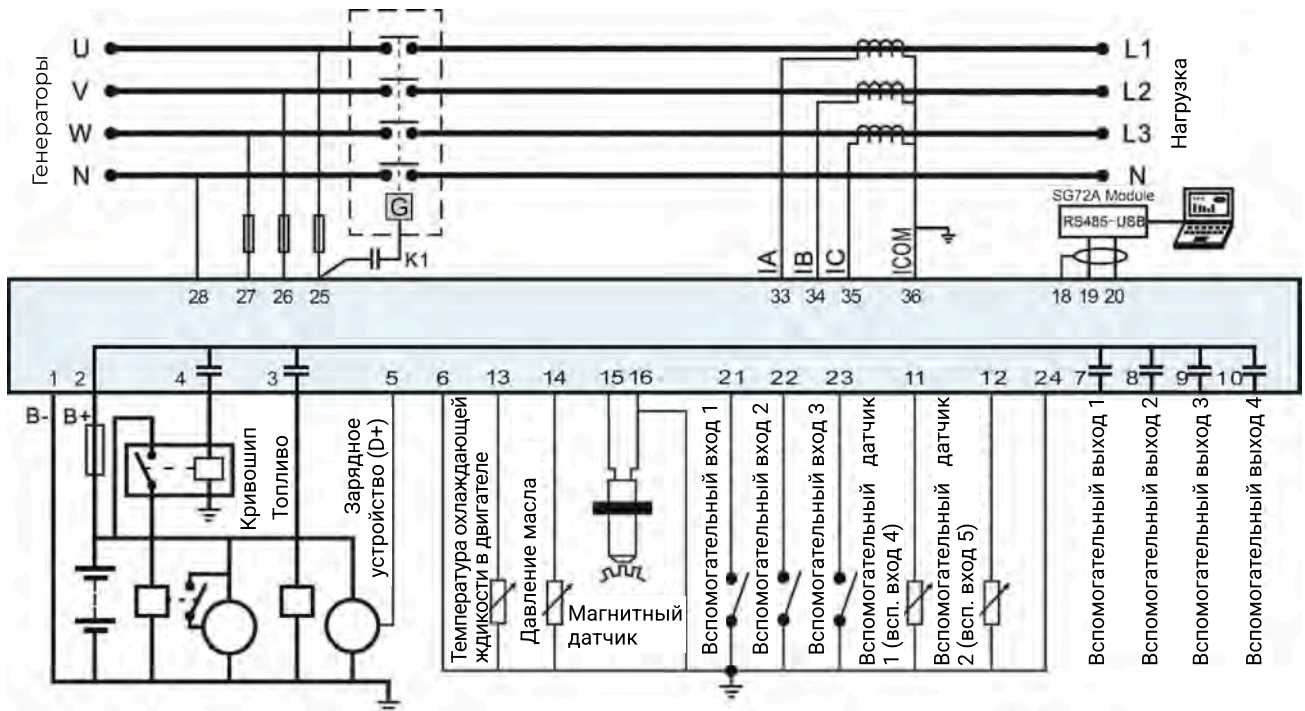 Генераторы
U
V
W
N
G
K1
L1
L2
L3
N
Нагрузка
SG72A Module
RS485-USB
IA
IB
IC
ICOM
28 27 26 25 33 34 35 36 18 19 20
1 2 4 3 5 6 13 14 15 16 21 22 23 11 12 24 7 8 9 10
B-
B+
Кривошип
Топливо
Зарядное
устройство (D+)
Температура охлаждающей
ждикости в двигателе
Давление масла
Магнитный
датчик
Вспомогательный вход 1
Вспомогательный вход 2
Вспомогательный вход 3
Вспомогательный датчик
1 (всп. вход 4)
Вспомогательный датчик
2 (всп. вход 5)
Вспомогательный выход 1
Вспомогательный выход 2
Вспомогательный выход 3
Вспомогательный выход 4